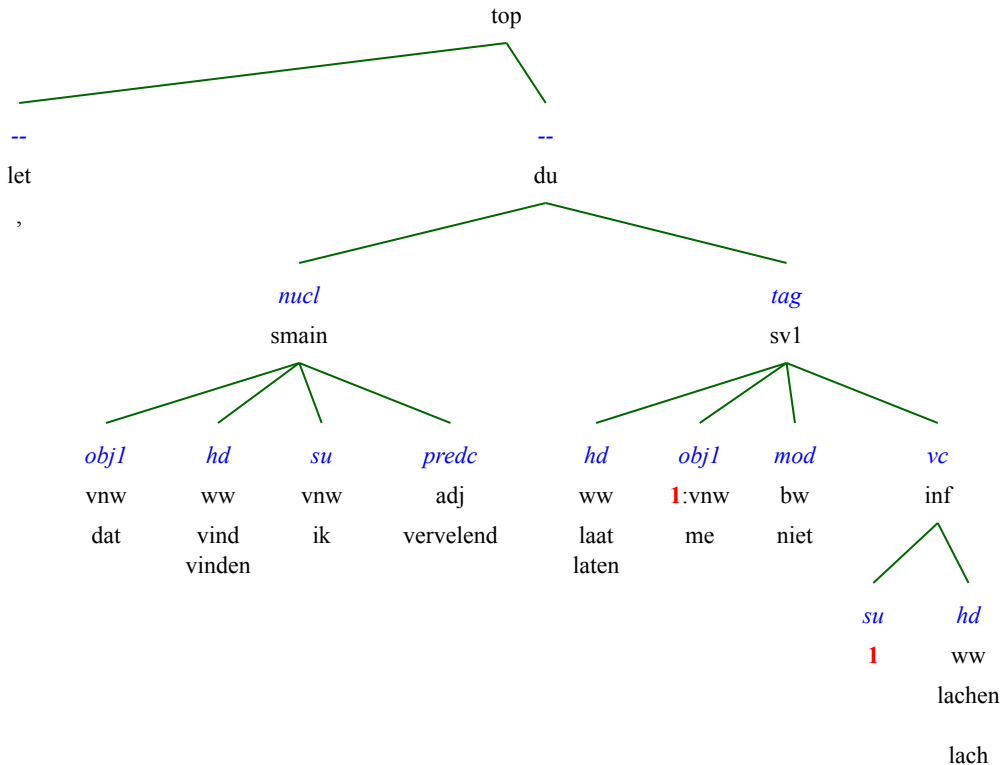 top
-- --
let du
,
nucl tag
smain sv1
obj1 hd su predc hd obj1 mod vc
vnw ww vnw adj ww 1:vnw bw inf
dat vind ik vervelend laat me niet
vinden laten
su hd
1 ww
lachen
lach